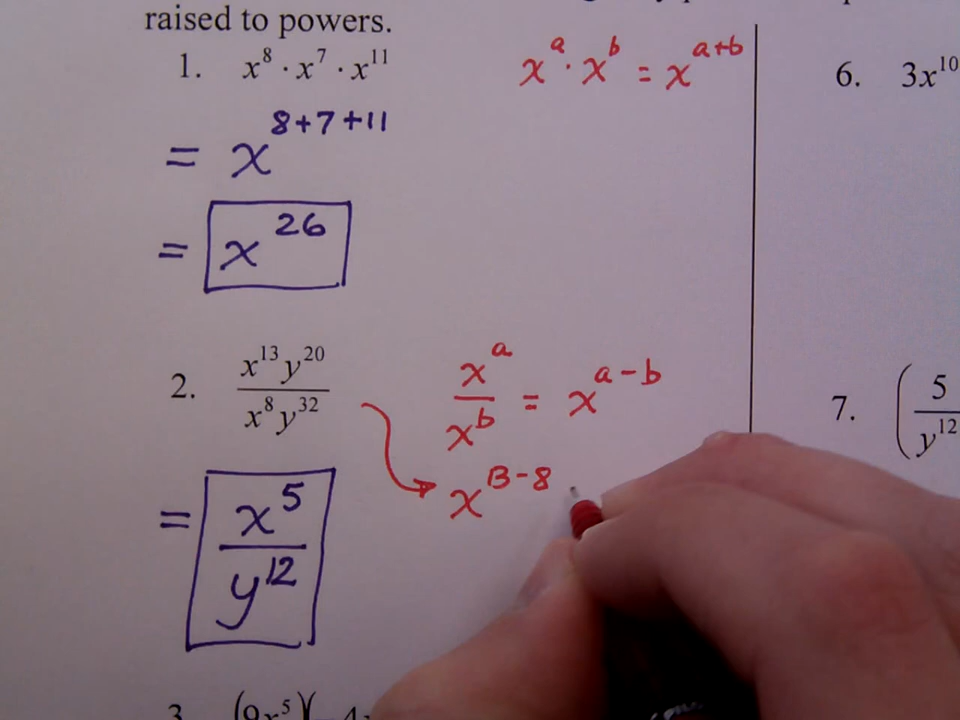 raised to powers.
1. x⁸ · x⁷ · x¹¹
= x⁸⁺⁷⁺¹¹
= x²⁶
xᵃ · xᵇ = xᵃ⁺ᵇ
2. x¹³y²⁰
x⁸y³²
= x⁵
y¹²
xᵃ
xᵇ
= xᵃ⁻ᵇ
x¹³⁻⁸
3
6. 3x¹⁰
7. ( 5
y¹²